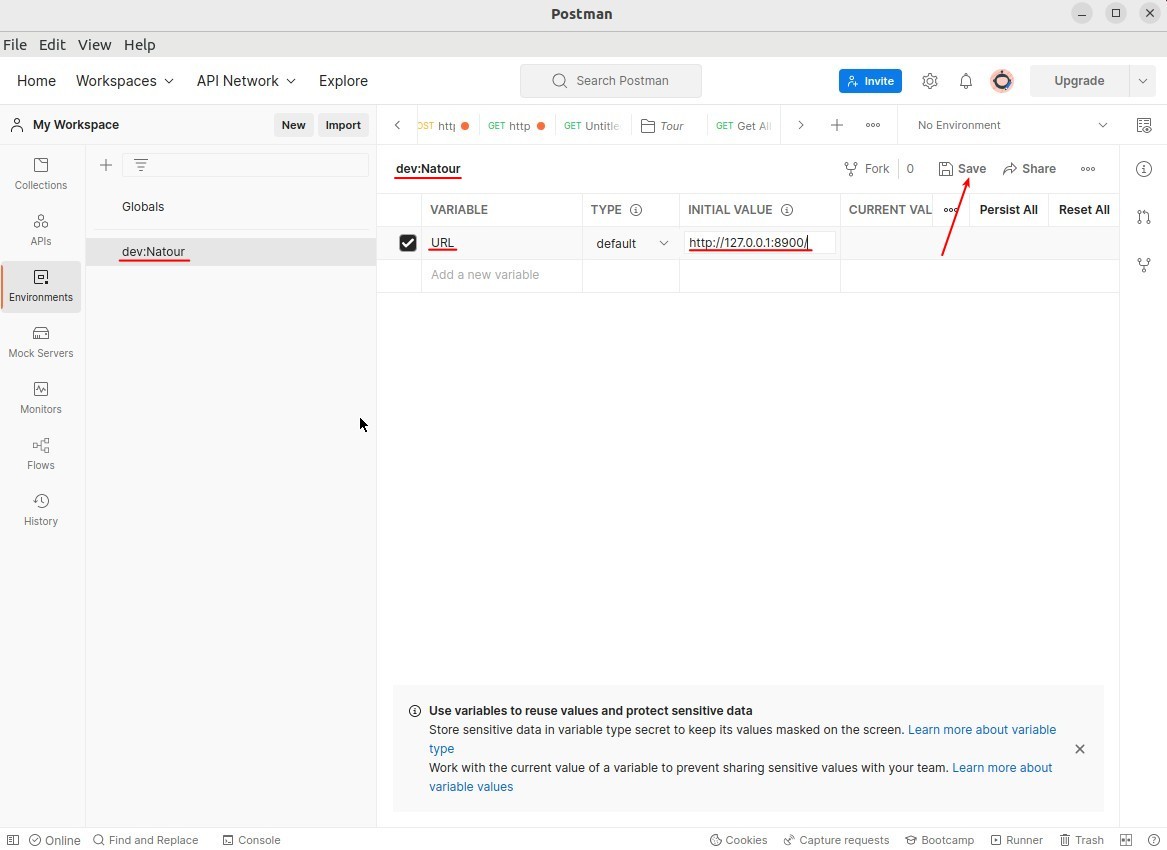 Postman
File Edit View Help
Home Workspaces API Network Explore Search Postman Invite Upgrade
My Workspace New Import OST http GET http GET Untitle Tour GET Get All No Environment
Collections
APIs
Environments
Mock Servers
Monitors
Flows
History
Globals
dev:Natour
dev:Natour Fork 0 Save Share
VARIABLE TYPE INITIAL VALUE CURRENT VAL Persist All Reset All
URL default http://127.0.0.1:8900/
Add a new variable
Use variables to reuse values and protect sensitive data
Store sensitive data in variable type secret to keep its values masked on the screen. Learn more about variable
type
Work with the current value of a variable to prevent sharing sensitive values with your team. Learn more about
variable values
Online Find and Replace Console Cookies Capture requests Bootcamp Runner Trash